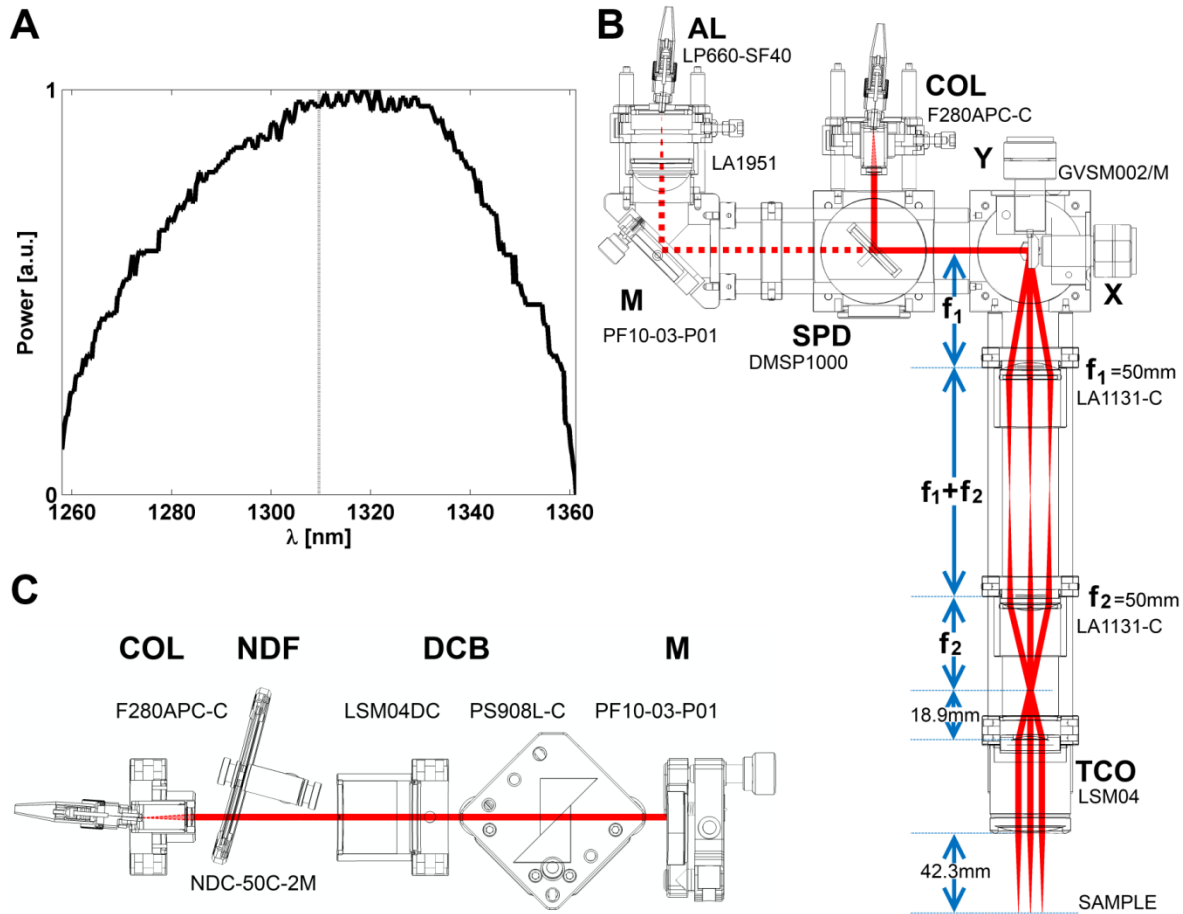 A
Power [a.u.]
1
0
1260
1280
1300
1320
1340
1360
λ [nm]
B
AL
LP660-SF40
COL
F280APC-C
LA1951
Y
GVSM002/M
X
M
PF10-03-P01
SPD
DMSP1000
f₁
f₁=50mm
LA1131-C
f₁+f₂
f₂=50mm
LA1131-C
f₂
18.9mm
TCO
LSM04
42.3mm
SAMPLE
C
COL
NDF
DCB
M
F280APC-C
LSM04DC
PS908L-C
PF10-03-P01
NDC-50C-2M